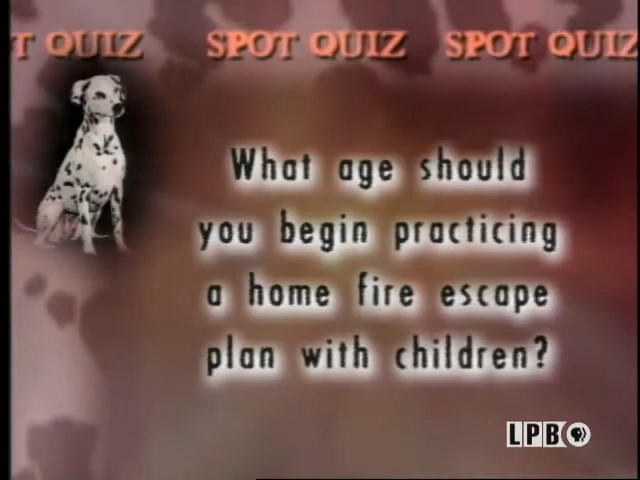 T QUIZ SPOT QUIZ SPOT QUIZ
What age should
you begin practicing
a home fire escape
plan with children?
LPB